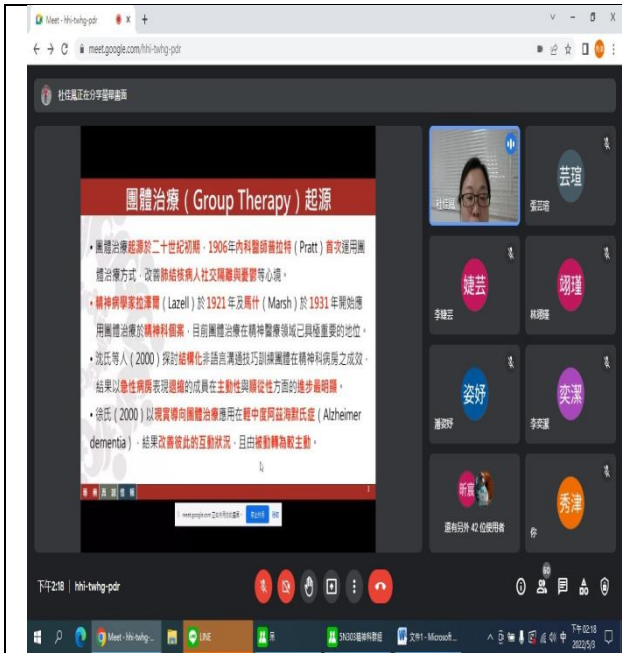 Meet - hhi-twhg-pdr
meet.google.com/hhi-twhg-pdr
杜佳鳳正在分享螢幕畫面
團體治療 ( Group Therapy ) 起源
• 團體治療起源於二十世紀初期，1906年內科醫師普拉特 ( Pratt ) 首次運用團
體治療方式，改善肺結核病人社交隔離與憂鬱等心境。
• 精神病學家拉澤爾 ( Lazell ) 於 1921 年及馬什 ( Marsh ) 於 1931 年開始應
用團體治療於精神科個案，目前團體治療在精神醫療領域已具極重要的地位。
• 沈氏等人 ( 2000 ) 探討結構化非語言溝通技巧訓練團體在精神科病房之成效，
結果以急性病房表現退縮的成員在主動性與順從性方面的進步最明顯。
• 徐氏 ( 2000 ) 以現實導向團體治療應用在輕中度阿茲海默氏症 ( Alzheimer
dementia )，結果改善彼此的互動狀況，且由被動轉為較主動。
杜佳鳳
芸瑄
張芸瑄
婕芸
李婕芸
翊瑾
林翊瑾
姿妤
潘姿妤
奕潔
李奕潔
昕宸
還有另外 42 位使用者
秀津
你
下午2:18 | hhi-twhg-pdr
60
Meet - hhi-twhg-...
LINE
呆
5N303精神科群組
文件1 - Microsoft...
中
下午 02:18
2022/5/3